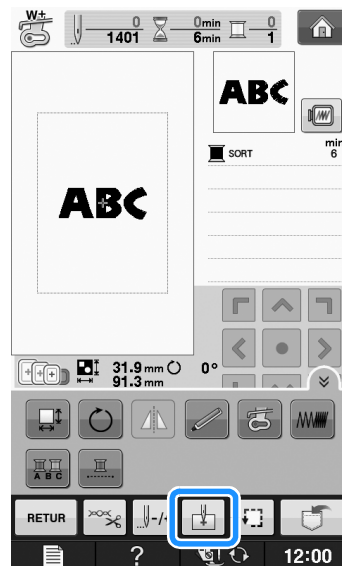 W+
0 0min 0
1401 6min 1
ABC
ABC
min
SORT 6
31.9 mm 0°
91.3 mm
A B C
RETUR
? 12:00